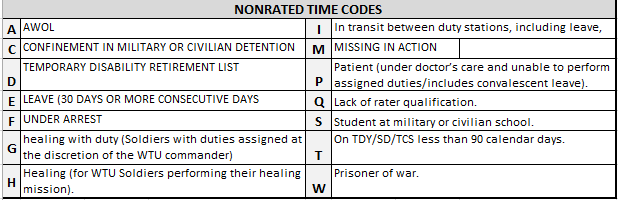 NONRATED TIME CODES
A AWOL
I In transit between duty stations, including leave,
C CONFINEMENT IN MILITARY OR CIVILIAN DETENTION
M MISSING IN ACTION
D TEMPORARY DISABILITY RETIREMENT LIST
P Patient (under doctor's care and unable to perform
assigned duties/includes convalescent leave).
E LEAVE (30 DAYS OR MORE CONSECUTIVE DAYS
Q Lack of rater qualification.
F UNDER ARREST
S Student at military or civilian school.
G healing with duty (Soldiers with duties assigned at
the discretion of the WTU commander)
T On TDY/SD/TCS less than 90 calendar days.
H Healing (for WTU Soldiers performing their healing
mission).
W Prisoner of war.